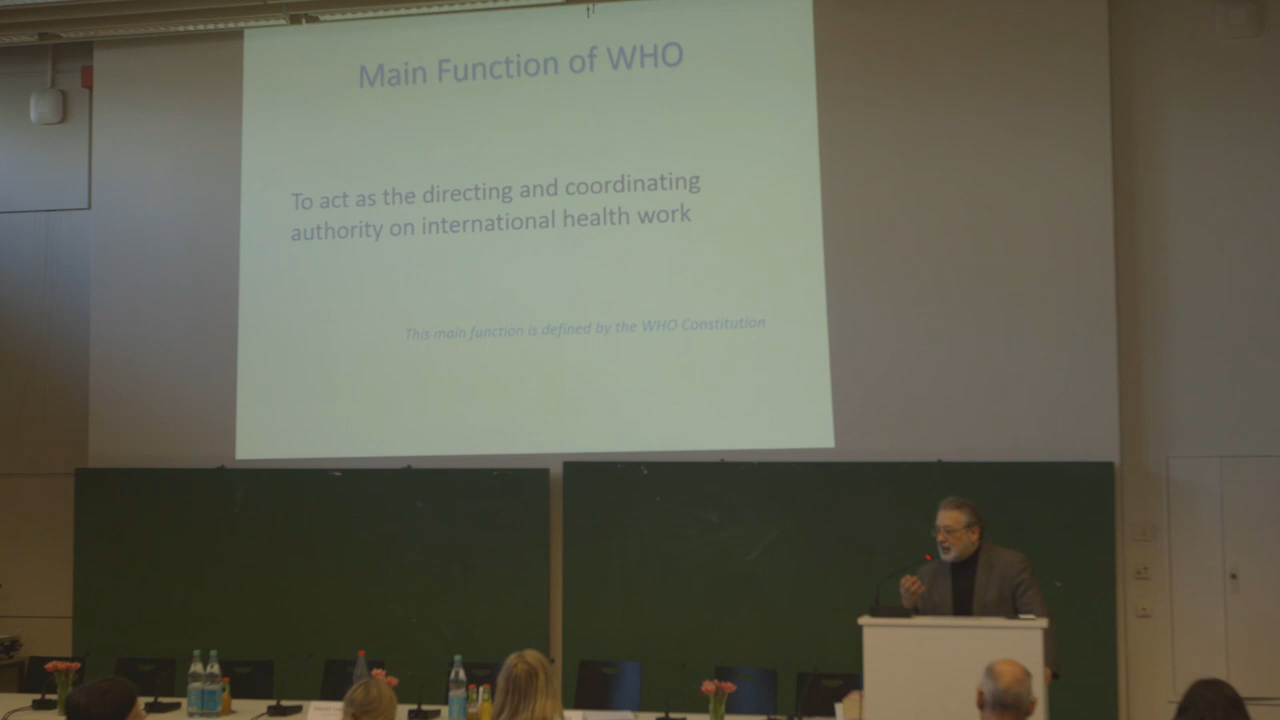 Main Function of WHO
To act as the directing and coordinating
authority on international health work
This main function is defined by the WHO Constitution